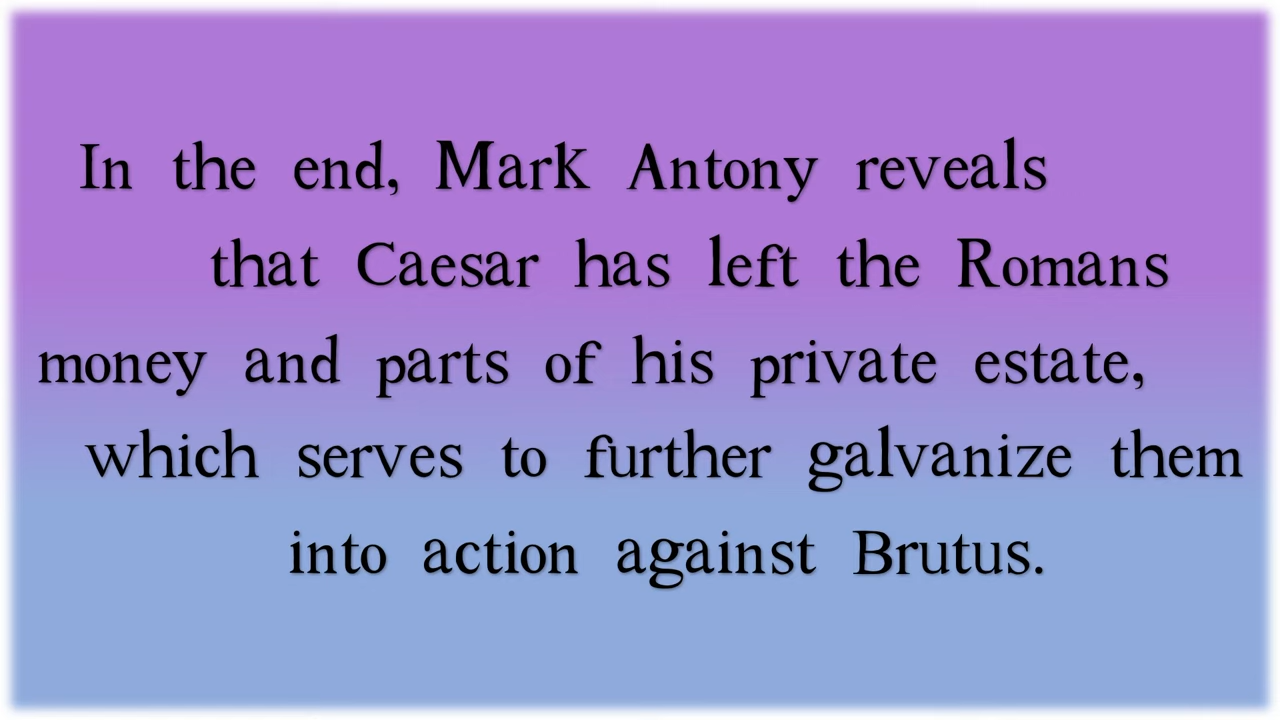 In the end, Mark Antony reveals
that Caesar has left the Romans
money and parts of his private estate,
which serves to further galvanize them
into action against Brutus.